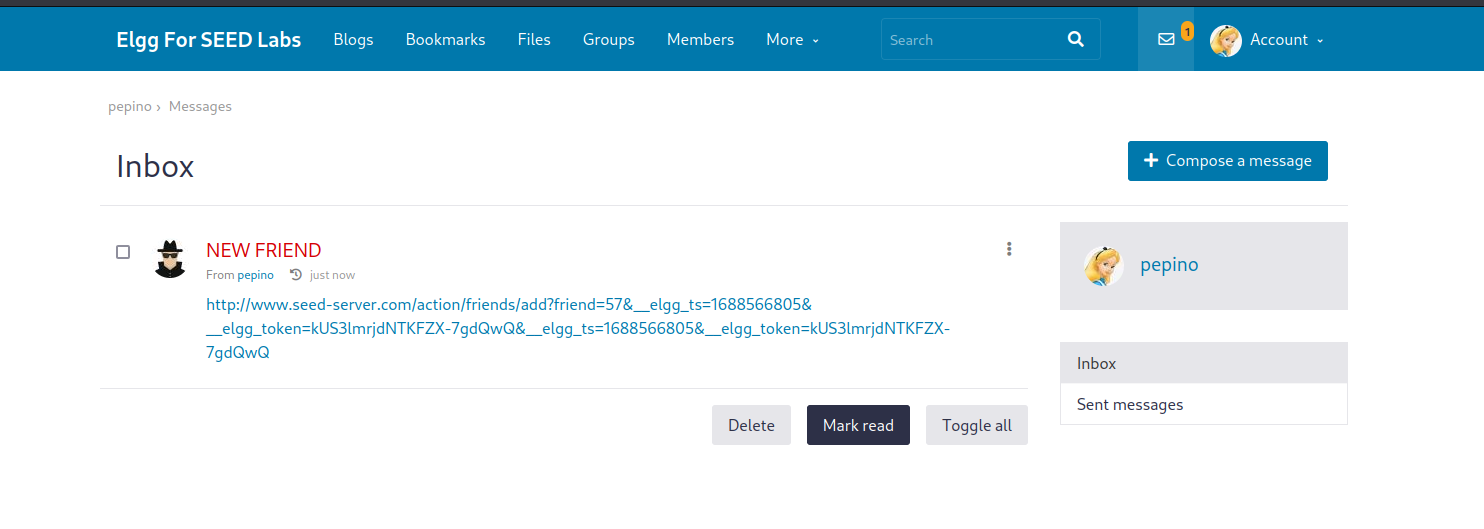 Elgg For SEED Labs Blogs Bookmarks Files Groups Members More Search 1 Account
pepino › Messages
Inbox
Compose a message
NEW FRIEND
From pepino just now
http://www.seed-server.com/action/friends/add?friend=57&__elgg_ts=1688566805&
__elgg_token=kUS3lmrjdNTKFZX-7gdQwQ&__elgg_ts=1688566805&__elgg_token=kUS3lmrjdNTKFZX-
7gdQwQ
Delete Mark read Toggle all
pepino
Inbox
Sent messages